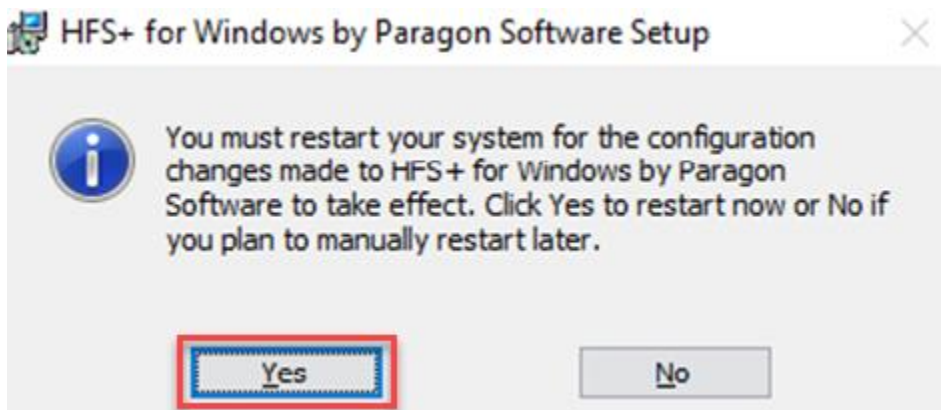 HFS+ for Windows by Paragon Software Setup
You must restart your system for the configuration
changes made to HFS+ for Windows by Paragon
Software to take effect. Click Yes to restart now or No if
you plan to manually restart later.
Yes
No